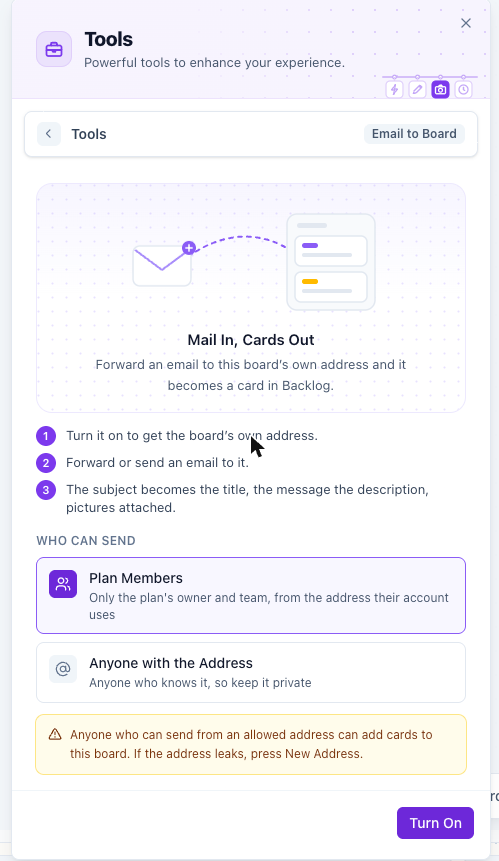 Tools
Powerful tools to enhance your experience.
Tools
Email to Board
Mail In, Cards Out
Forward an email to this board's own address and it
becomes a card in Backlog.
1 Turn it on to get the board's own address.
2 Forward or send an email to it.
3 The subject becomes the title, the message the description,
pictures attached.
WHO CAN SEND
Plan Members
Only the plan's owner and team, from the address their account
uses
Anyone with the Address
Anyone who knows it, so keep it private
Anyone who can send from an allowed address can add cards to
this board. If the address leaks, press New Address.
Turn On